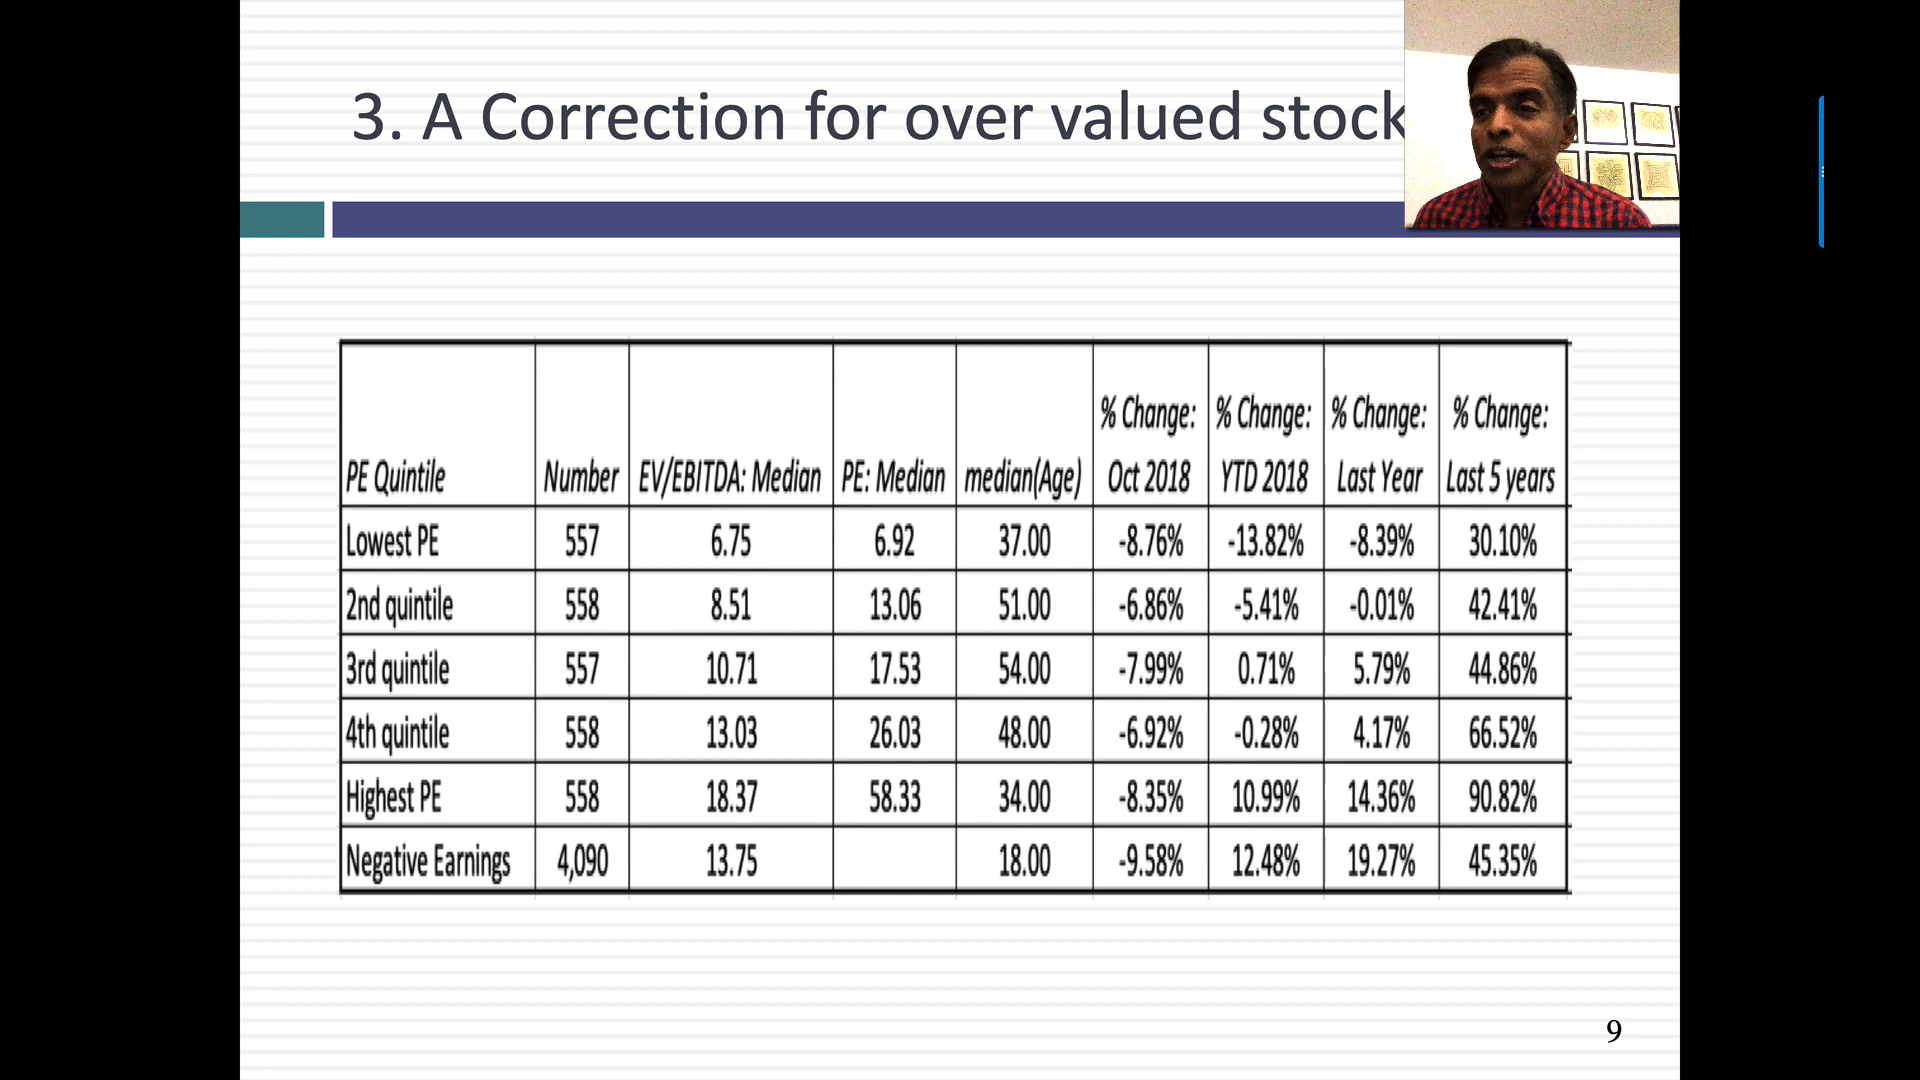 3. A Correction for over valued stock
% Change: % Change: % Change: % Change:
PE Quintile Number EV/EBITDA: Median PE: Median median(Age) Oct 2018 YTD 2018 Last Year Last 5 years
Lowest PE 557 6.75 6.92 37.00 -8.76% -13.82% -8.39% 30.10%
2nd quintile 558 8.51 13.06 51.00 -6.86% -5.41% -0.01% 42.41%
3rd quintile 557 10.71 17.53 54.00 -7.99% 0.71% 5.79% 44.86%
4th quintile 558 13.03 26.03 48.00 -6.92% -0.28% 4.17% 66.52%
Highest PE 558 18.37 58.33 34.00 -8.35% 10.99% 14.36% 90.82%
Negative Earnings 4,090 13.75 18.00 -9.58% 12.48% 19.27% 45.35%
9